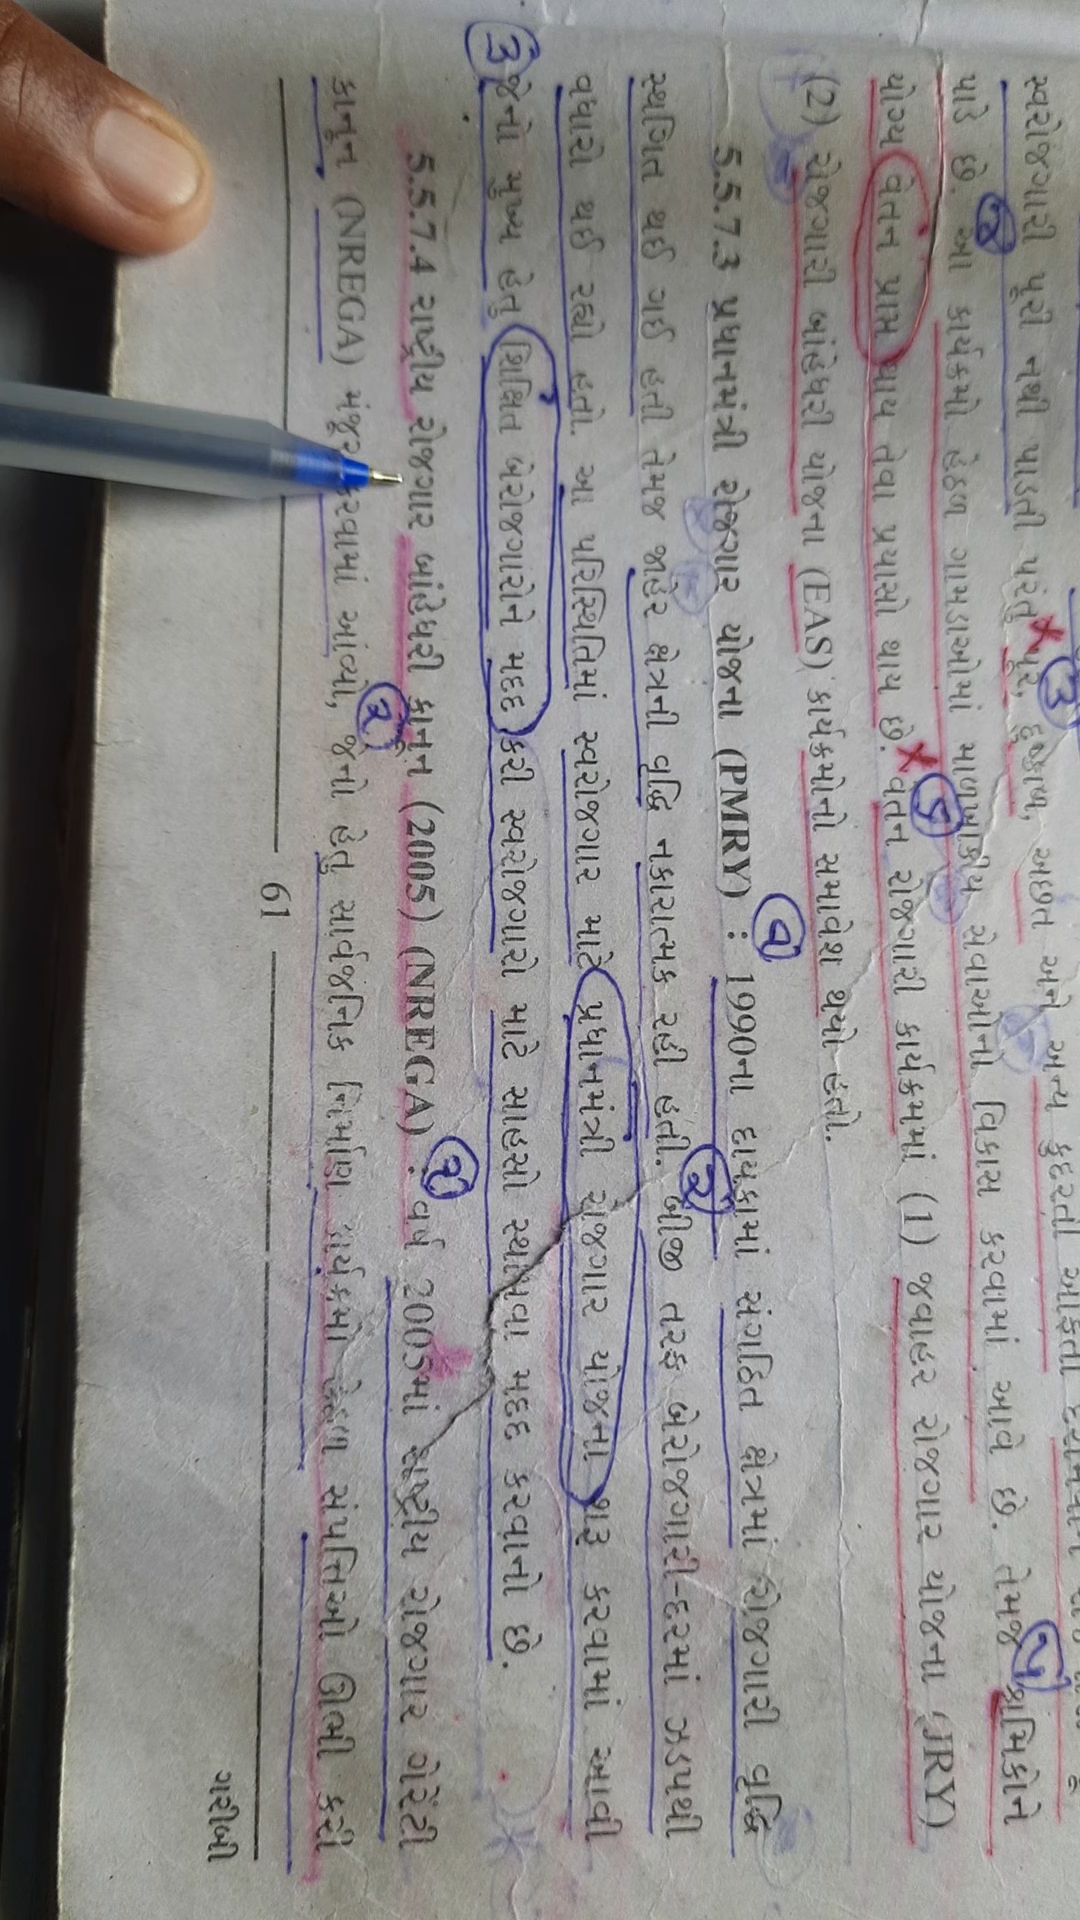 સ્વરોજગારી પૂરી નથી પાડતી પરંતુ પૂર, દુષ્કાળ, અછત અને અન્ય કુદરતી આફતો દરમિયાન
પાડે છે. આ કાર્યક્રમો હેઠળ ગામડાઓમાં માળખાકીય સેવાઓનો વિકાસ કરવામાં આવે છે. તેમજ શ્રમિકોને
યોગ્ય વેતન પ્રાપ્ત થાય તેવા પ્રયાસો થાય છે. વેતન રોજગારી કાર્યક્રમમાં (1) જવાહર રોજગાર યોજના (JRY)
(2) રોજગારી બાંહેધરી યોજના (EAS) કાર્યક્રમોનો સમાવેશ થયો હતો.
5.5.7.3 પ્રધાનમંત્રી રોજગાર યોજના (PMRY) : 1990ના દાયકામાં સંગઠિત ક્ષેત્રમાં રોજગારી વૃદ્ધિ
સ્થગિત થઈ ગઈ હતી તેમજ જાહેર ક્ષેત્રની વૃદ્ધિ નકારાત્મક રહી હતી. બીજી તરફ બેરોજગારી-દરમાં ઝડપથી
વધારો થઈ રહ્યો હતો. આ પરિસ્થિતિમાં સ્વરોજગાર માટે પ્રધાનમંત્રી રોજગાર યોજના શરૂ કરવામાં આવી
જેનો મુખ્ય હેતુ શિક્ષિત બેરોજગારોને મદદ કરી સ્વરોજગારો માટે સાહસો સ્થાપવા મદદ કરવાનો છે.
5.5.7.4 રાષ્ટ્રીય રોજગાર બાંહેધરી કાનૂન (2005) (NREGA) : વર્ષ 2005માં રાષ્ટ્રીય રોજગાર ગેરંટી
કાનૂન (NREGA) મંજૂર કરવામાં આવ્યો, જેનો હેતુ સાર્વજનિક નિર્માણ કાર્યક્રમો હેઠળ સંપત્તિઓ ઊભી કરી
61
ગરીબી